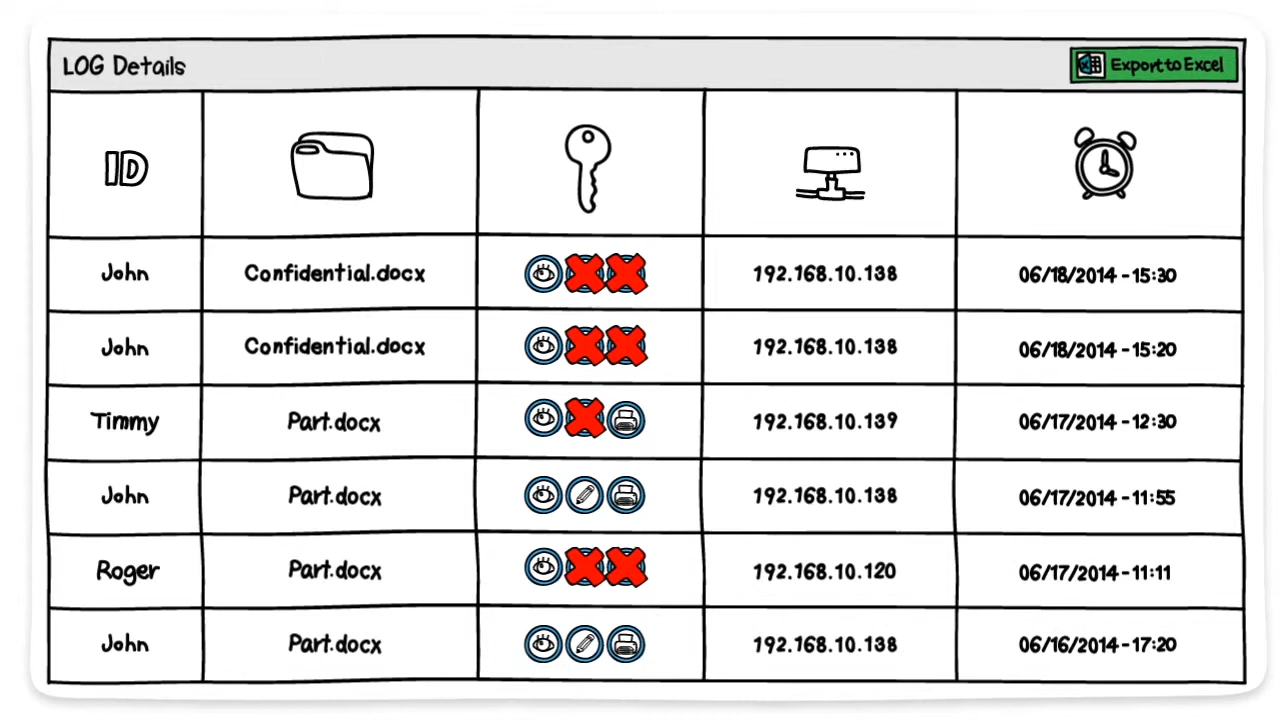 LOG Details
Export to Excel
ID
John Confidential.docx 192.168.10.138 06/18/2014 - 15:30
John Confidential.docx 192.168.10.138 06/18/2014 - 15:20
Timmy Part.docx 192.168.10.139 06/17/2014 - 12:30
John Part.docx 192.168.10.138 06/17/2014 - 11:55
Roger Part.docx 192.168.10.120 06/17/2014 - 11:11
John Part.docx 192.168.10.138 06/16/2014 - 17:20